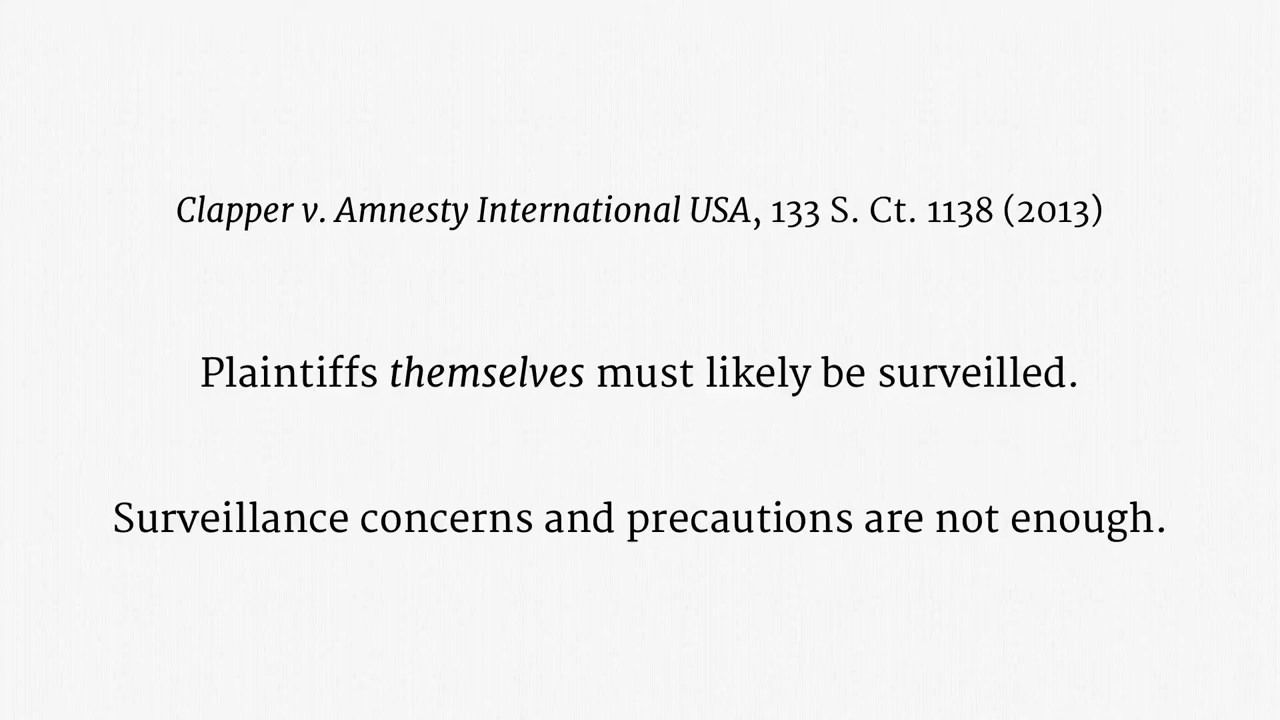 Clapper v. Amnesty International USA, 133 S. Ct. 1138 (2013)
Plaintiffs themselves must likely be surveilled.
Surveillance concerns and precautions are not enough.